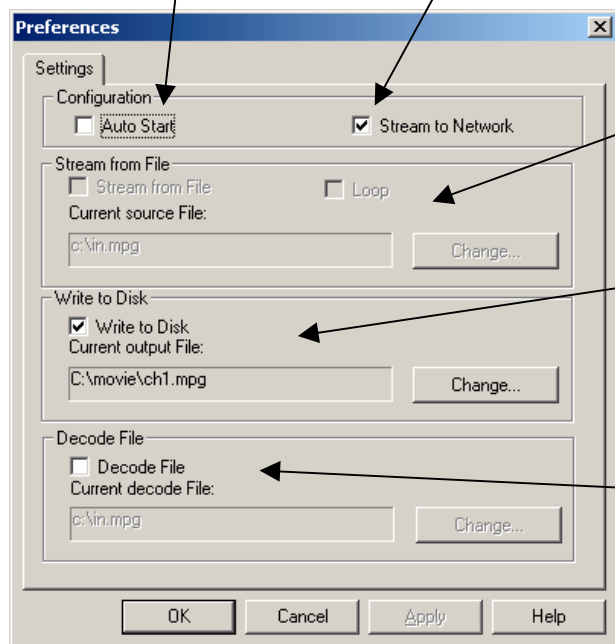 Preferences
Settings
Configuration
Auto Start
Stream to Network
Stream from File
Stream from File
Loop
Current source File:
c:\in.mpg
Change...
Write to Disk
Write to Disk
Current output File:
C:\movie\ch1.mpg
Change...
Decode File
Decode File
Current decode File:
c:\in.mpg
Change...
OK
Cancel
Apply
Help